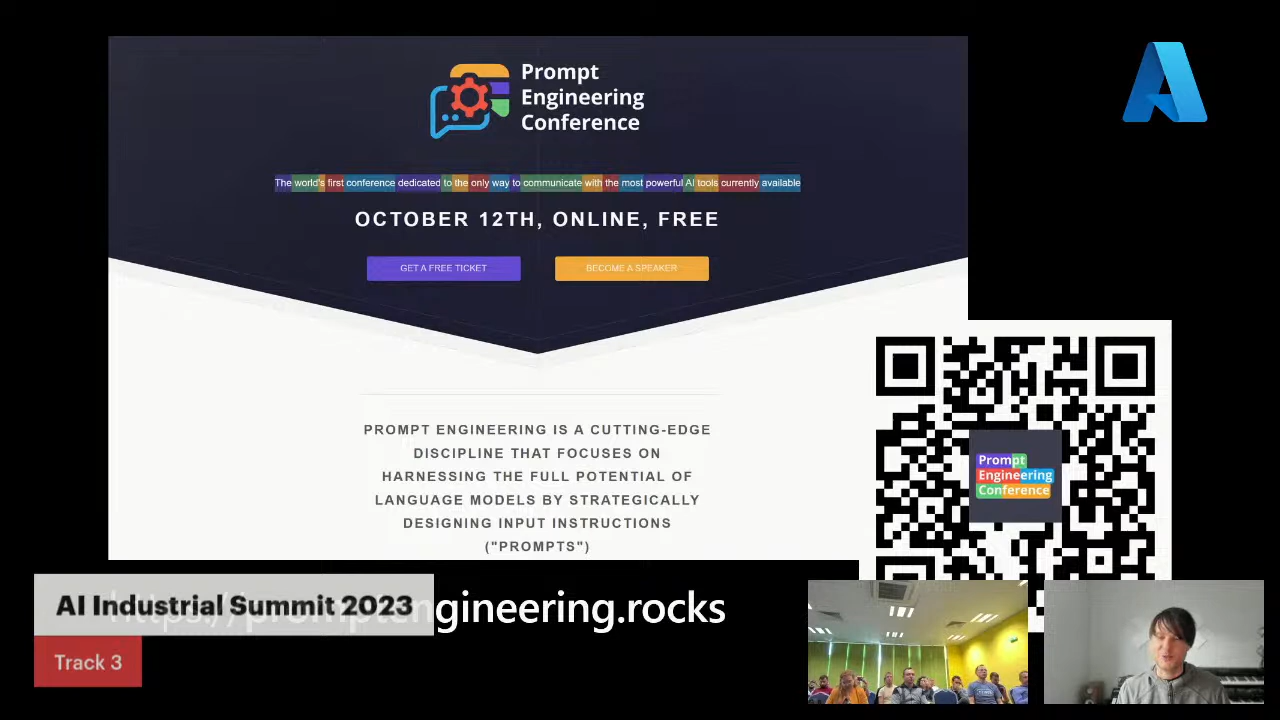 Prompt
Engineering
Conference
The world's first conference dedicated to the only way to communicate with the most powerful AI tools currently available
OCTOBER 12TH, ONLINE, FREE
GET A FREE TICKET
BECOME A SPEAKER
PROMPT ENGINEERING IS A CUTTING-EDGE
DISCIPLINE THAT FOCUSES ON
HARNESSING THE FULL POTENTIAL OF
LANGUAGE MODELS BY STRATEGICALLY
DESIGNING INPUT INSTRUCTIONS
("PROMPTS")
Prompt
Engineering
Conference
https://promptengineering.rocks
AI Industrial Summit 2023
Track 3